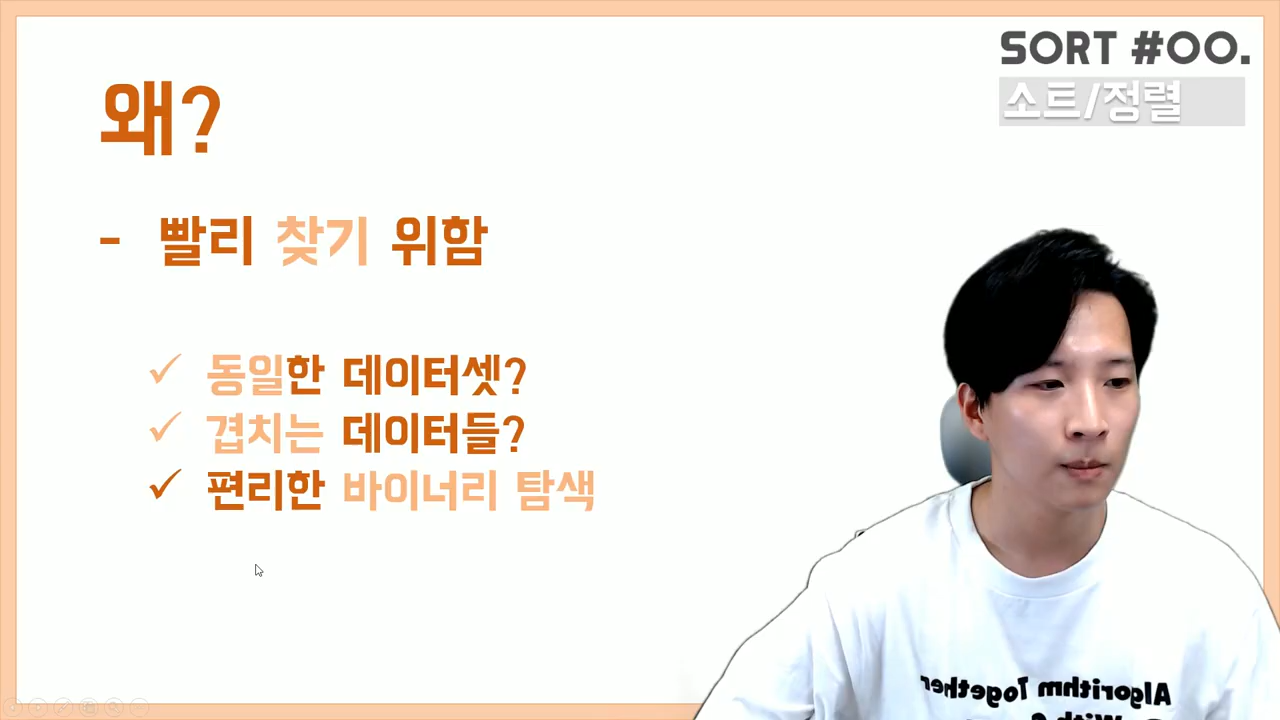 SORT #00.
소트/정렬
왜?
- 빨리 찾기 위함
✓ 동일한 데이터셋?
✓ 겹치는 데이터들?
✓ 편리한 바이너리 탐색
Algorithm Together